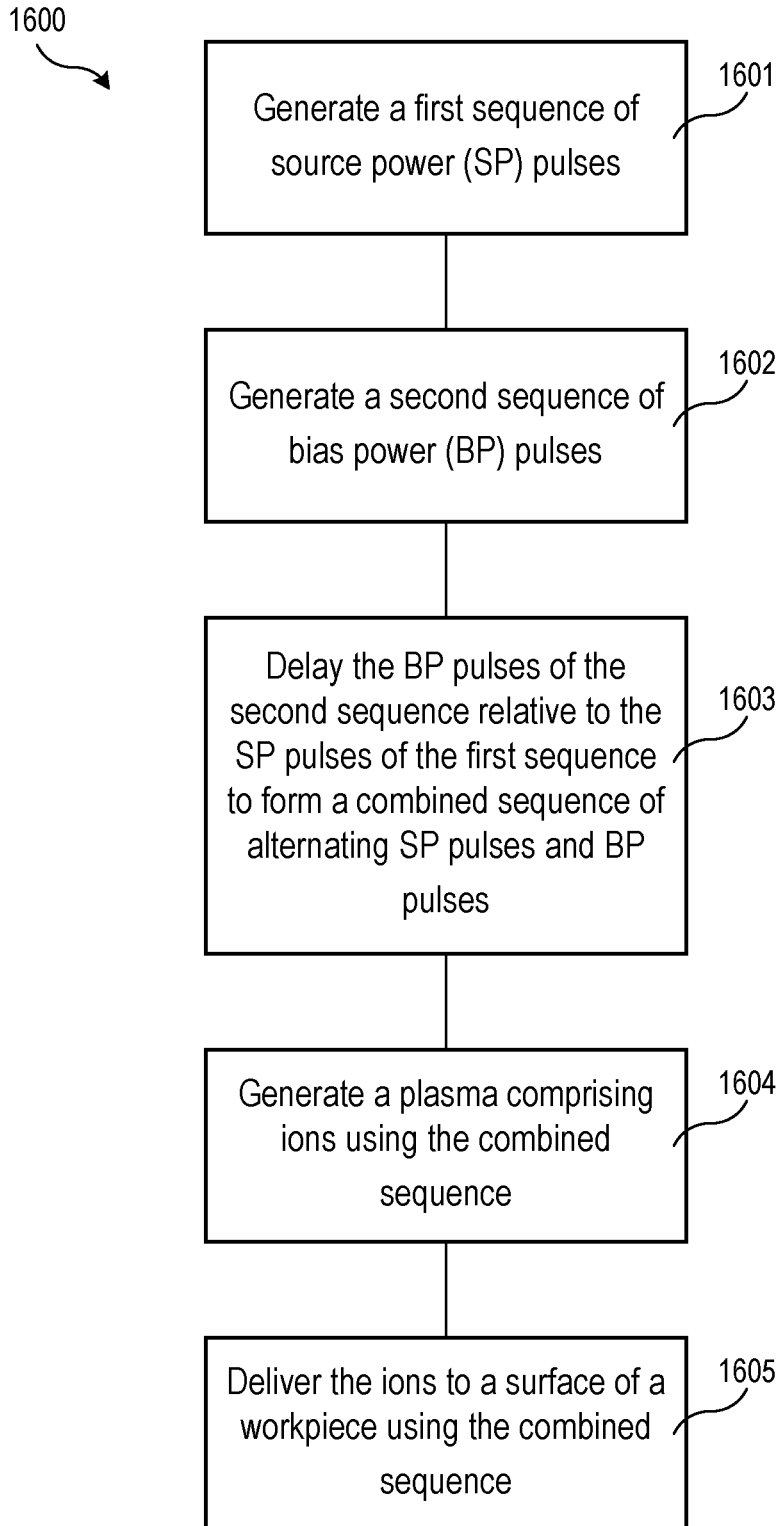 1600
1601
Generate a first sequence of
source power (SP) pulses
1602
Generate a second sequence of
bias power (BP) pulses
1603
Delay the BP pulses of the
second sequence relative to the
SP pulses of the first sequence
to form a combined sequence of
alternating SP pulses and BP
pulses
1604
Generate a plasma comprising
ions using the combined
sequence
1605
Deliver the ions to a surface of a
workpiece using the combined
sequence